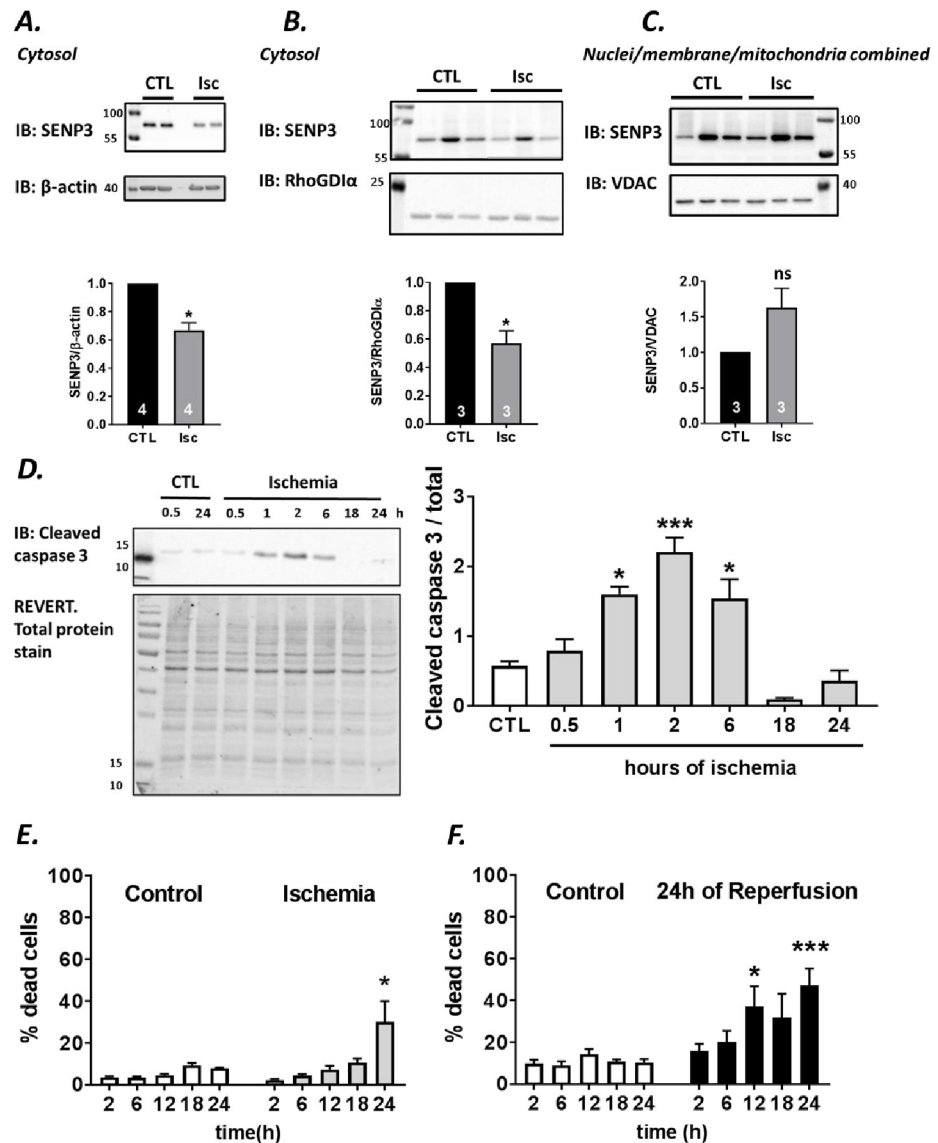 A.
Cytosol
CTL Isc
IB: SENP3
100
55
IB: β-actin
40
SENP3/β-actin
1.0
0.8
0.6
0.4
0.2
0.0
*
4 4
CTL Isc
B.
Cytosol
CTL Isc
IB: SENP3
100
55
IB: RhoGDIα
25
SENP3/RhoGDIα
1.0
0.8
0.6
0.4
0.2
0.0
*
3 3
CTL Isc
C.
Nuclei/membrane/mitochondria combined
CTL Isc
IB: SENP3
100
55
IB: VDAC
40
SENP3/VDAC
2.0
1.5
1.0
0.5
0.0
ns
3 3
CTL Isc
D.
CTL Ischemia
0.5 24 0.5 1 2 6 18 24 h
IB: Cleaved
caspase 3
15
10
REVERT.
Total protein
stain
15
10
Cleaved caspase 3 / total
3
2
1
0
* *** *
CTL 0.5 1 2 6 18 24
hours of ischemia
E.
% dead cells
100
80
60
40
20
0
Control Ischemia
*
2 6 12 18 24 2 6 12 18 24
time(h)
F.
% dead cells
100
80
60
40
20
0
Control 24h of Reperfusion
* ***
2 6 12 18 24 2 6 12 18 24
time (h)